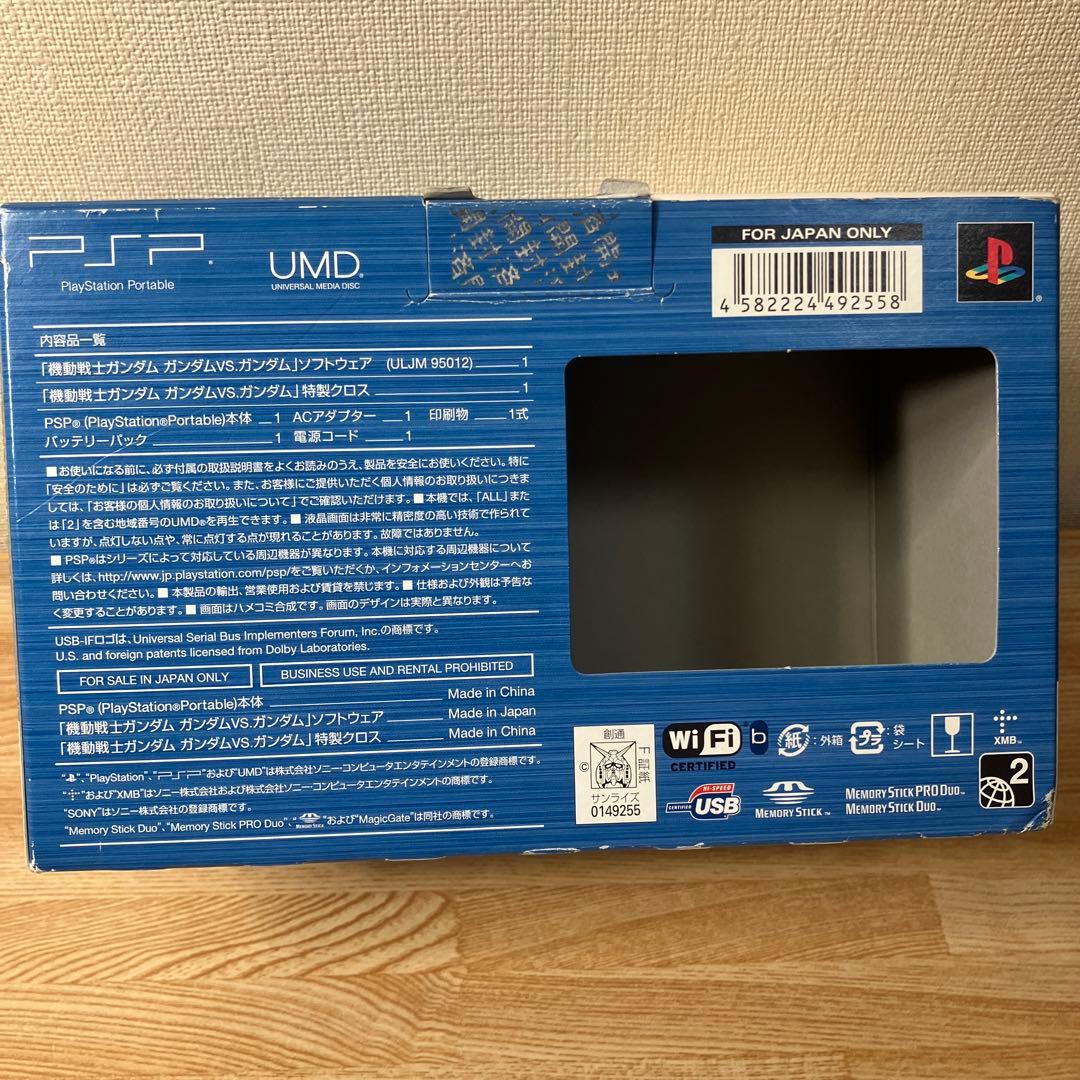 PSP®
PlayStation Portable
UMD®
UNIVERSAL MEDIA DISC
FOR JAPAN ONLY
4 582224 492558
内容品一覧
「機動戦士ガンダム ガンダムVS.ガンダム」ソフトウェア (ULJM 95012) 1
「機動戦士ガンダム ガンダムVS.ガンダム」特製クロス 1
PSP® (PlayStation®Portable)本体 1 ACアダプター 1 印刷物 1式
バッテリーパック 1 電源コード 1
■お使いになる前に、必ず付属の取扱説明書をよくお読みのうえ、製品を安全にお使いください。特に
「安全のために」は必ずご覧ください。また、お客様にご提供いただく個人情報のお取り扱いにつきま
しては、「お客様の個人情報のお取り扱いについて」でご確認いただけます。■本機では、「ALL」また
は「2」を含む地域番号のUMD®を再生できます。■液晶画面は非常に精密度の高い技術で作られて
いますが、点灯しない点や、常に点灯する点が現れることがあります。故障ではありません。
■PSP®はシリーズによって対応している周辺機器が異なります。本機に対応する周辺機器について
詳しくは、http://www.jp.playstation.com/psp/をご覧いただくか、インフォメーションセンターへお
問い合わせください。■本製品の輸出、営業使用および賃貸を禁じます。■仕様および外観は予告な
く変更することがあります。■画面はハメコミ合成です。画面のデザインは実際と異なります。
USB-IFロゴは、Universal Serial Bus Implementers Forum, Inc.の商標です。
U.S. and foreign patents licensed from Dolby Laboratories.
FOR SALE IN JAPAN ONLY
BUSINESS USE AND RENTAL PROHIBITED
PSP® (PlayStation®Portable)本体 Made in China
「機動戦士ガンダム ガンダムVS.ガンダム」ソフトウェア Made in Japan
「機動戦士ガンダム ガンダムVS.ガンダム」特製クロス Made in China
"PS"、"PlayStation"、"PSP"および"UMD"は株式会社ソニー・コンピュータエンタテインメントの登録商標です。
" "および"XMB"はソニー株式会社および株式会社ソニー・コンピュータエンタテインメントの商標です。
"SONY"はソニー株式会社の登録商標です。
"Memory Stick Duo"、"Memory Stick PRO Duo"、"MEMORY STICK"および"MagicGate"は同社の商標です。
創通
©
F証紙
サンライズ
0149255
Wi Fi b
CERTIFIED
紙 :外箱
プラ :袋
シート
XMB™
CERTIFIED HI-SPEED USB
MEMORY STICK™
MEMORY STICK PRO DUO™
MEMORY STICK DUO™
2